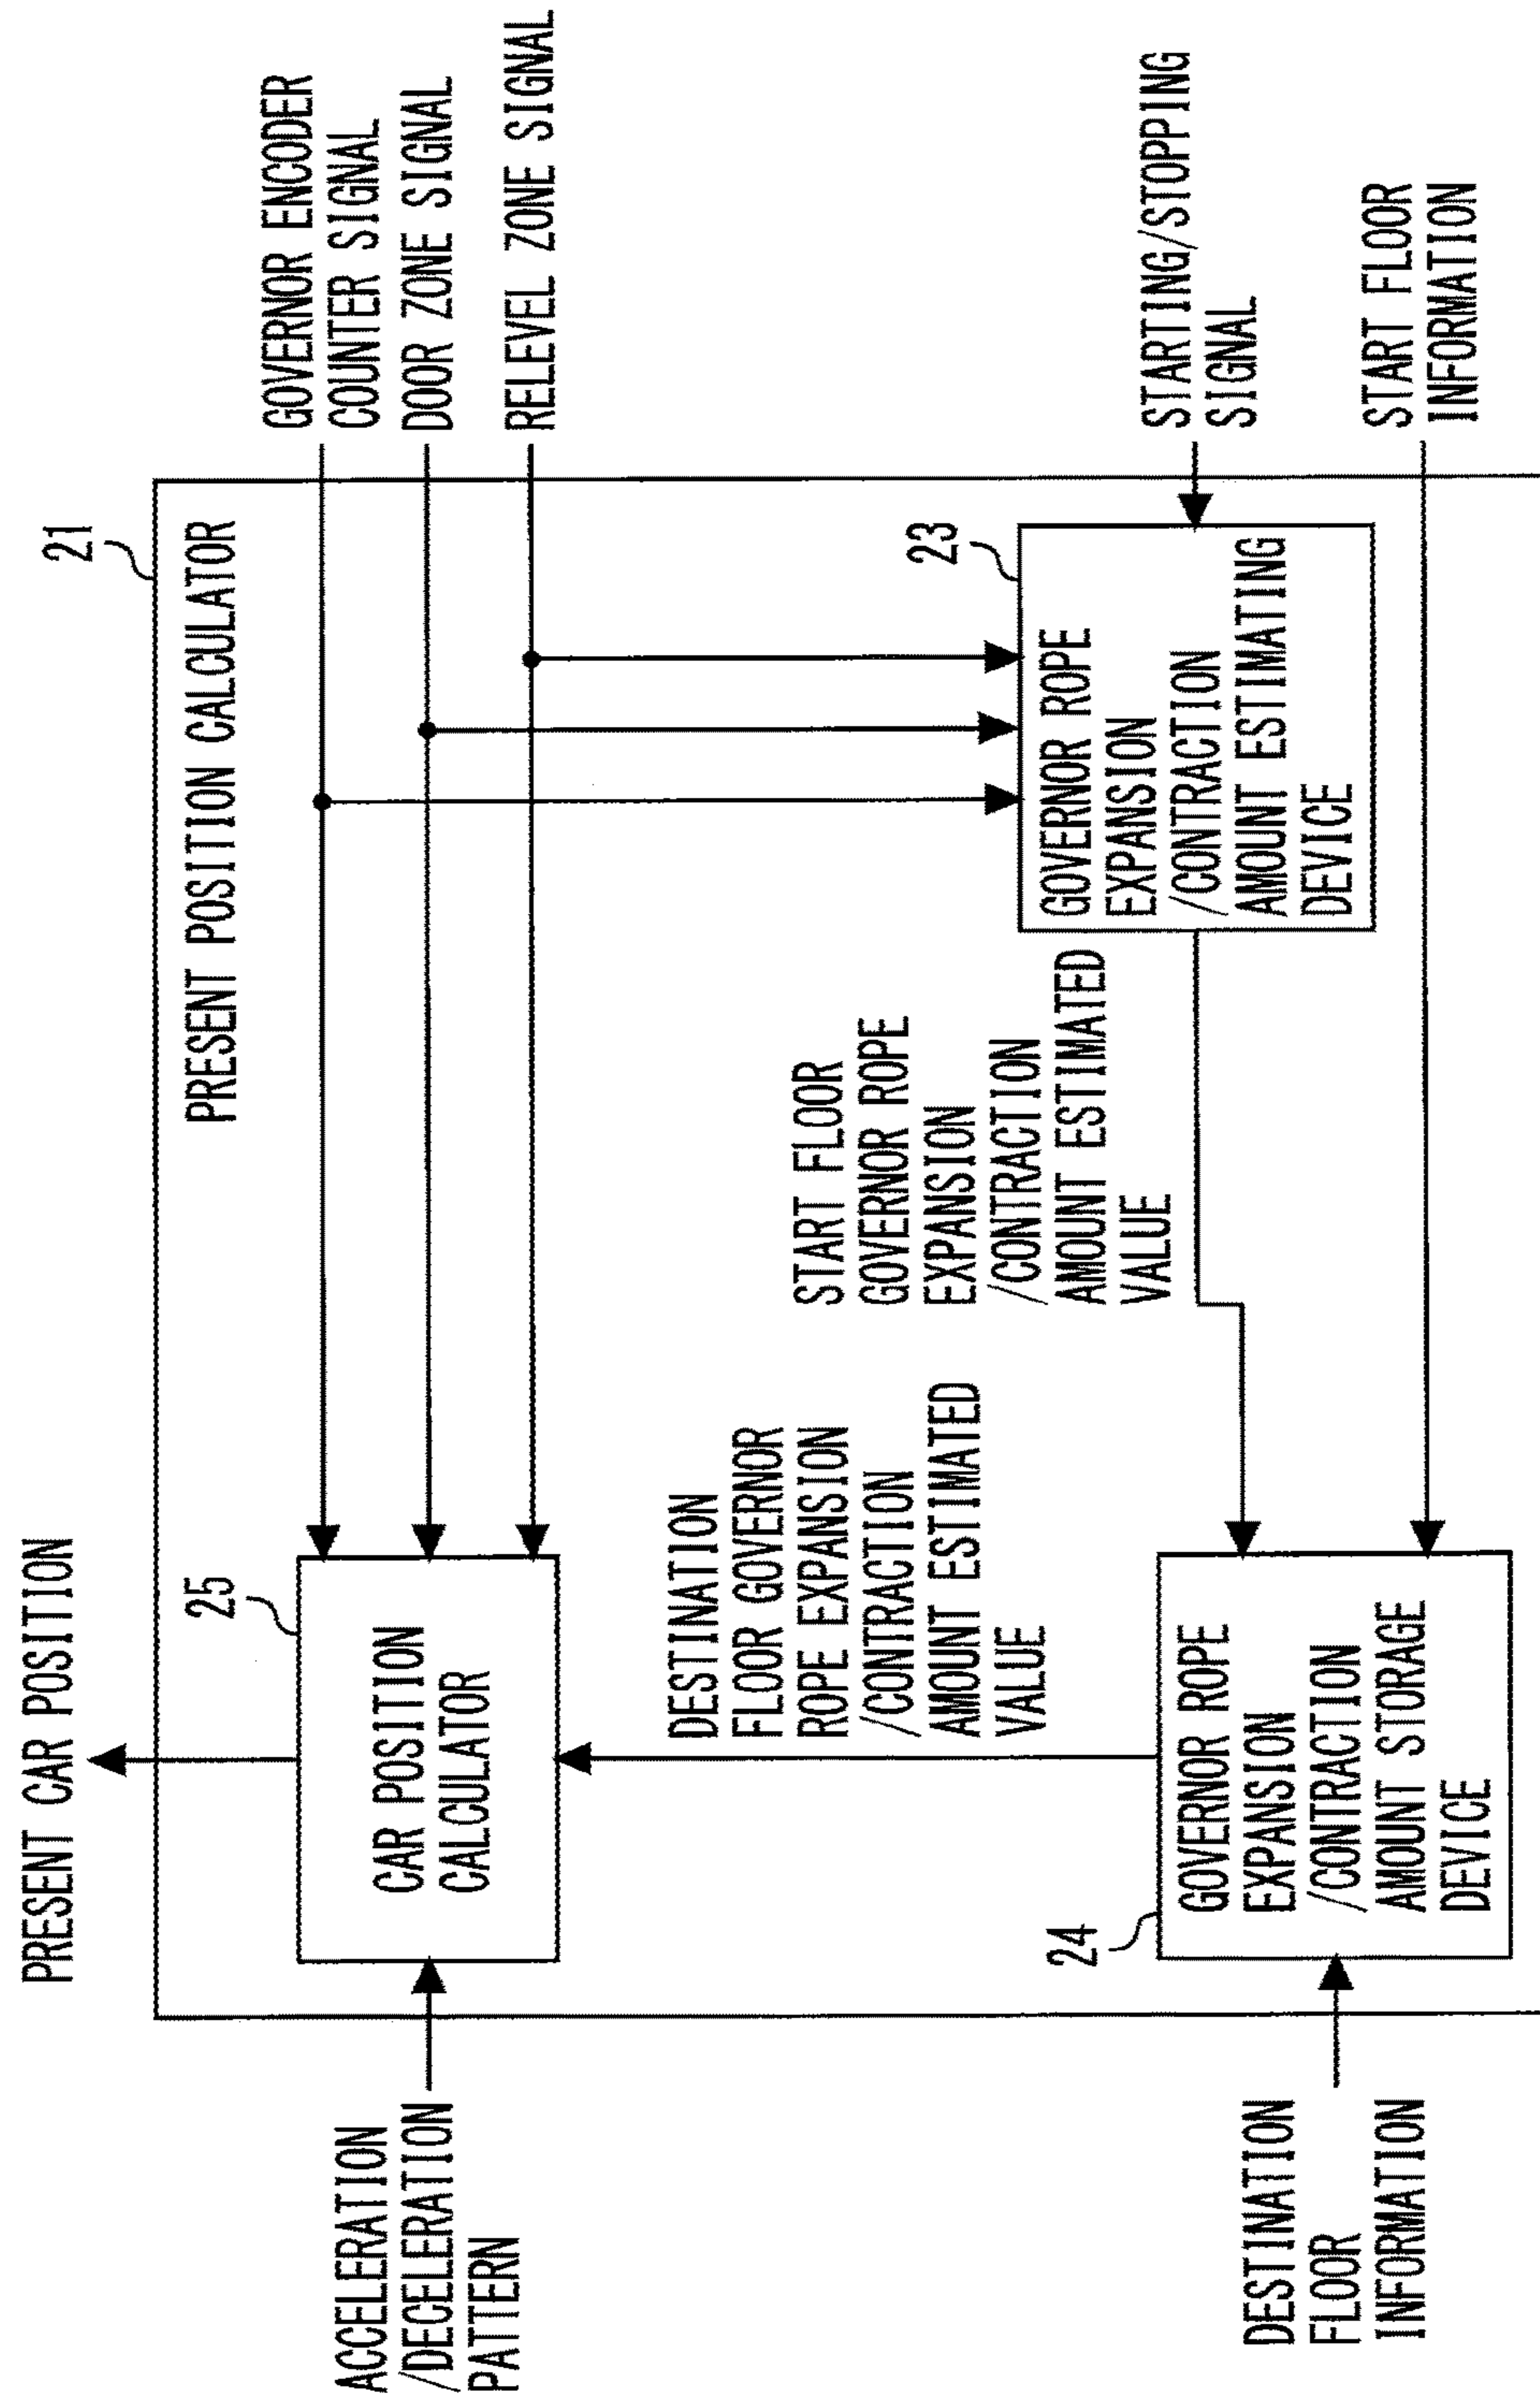 PRESENT CAR POSITION
21
PRESENT POSITION CALCULATOR
25
CAR POSITION
CALCULATOR
ACCELERATION
/DECELERATION
PATTERN
GOVERNOR ENCODER
COUNTER SIGNAL
DOOR ZONE SIGNAL
RELEVEL ZONE SIGNAL
DESTINATION
FLOOR GOVERNOR
ROPE EXPANSION
/CONTRACTION
AMOUNT ESTIMATED
VALUE
START FLOOR
GOVERNOR ROPE
EXPANSION
/CONTRACTION
AMOUNT ESTIMATED
VALUE
23
GOVERNOR ROPE
EXPANSION
/CONTRACTION
AMOUNT ESTIMATING
DEVICE
STARTING/STOPPING
SIGNAL
24
GOVERNOR ROPE
EXPANSION
/CONTRACTION
AMOUNT STORAGE
DEVICE
DESTINATION
FLOOR
INFORMATION
START FLOOR
INFORMATION